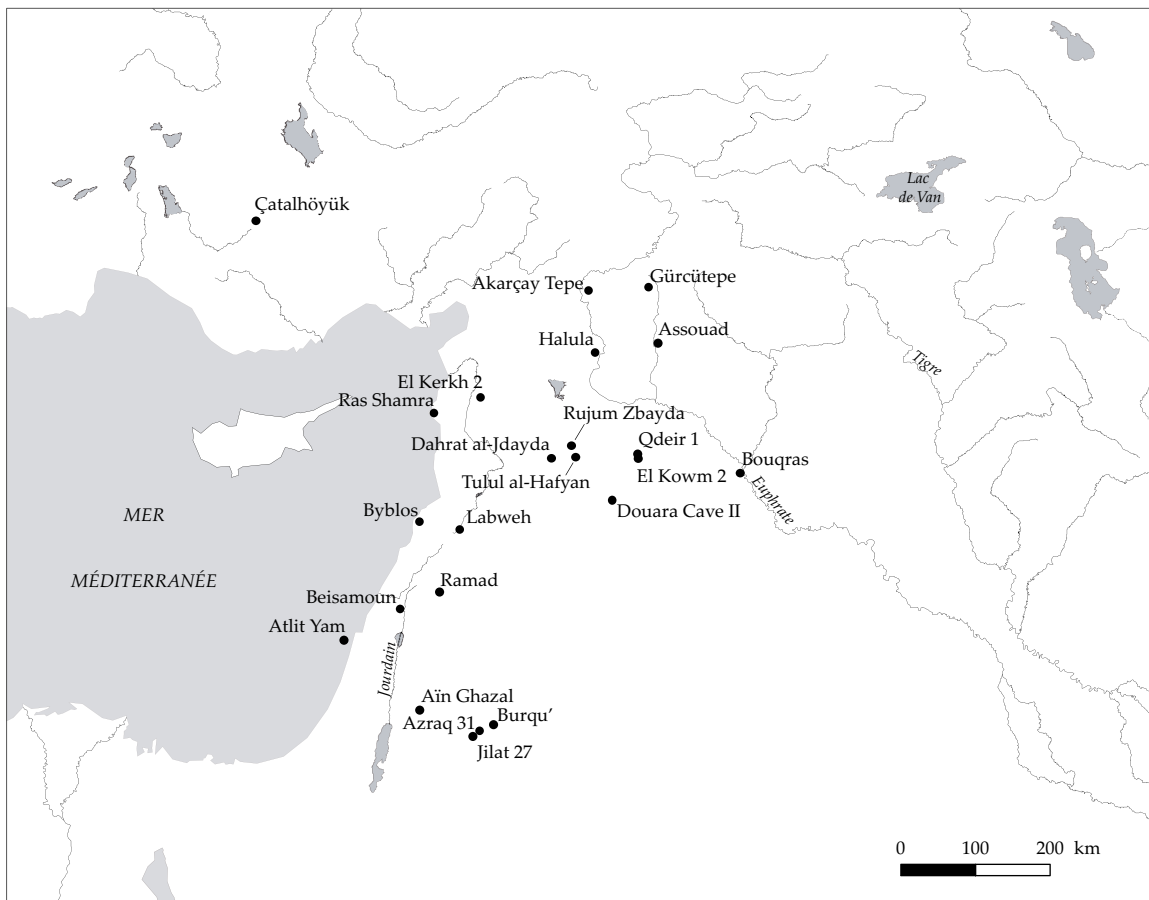 Lac
de Van
Çatalhöyük
Gürcütepe
Akarçay Tepe
Assouad
Halula
Tigre
El Kerkh 2
Ras Shamra
Rujum Zbayda
Dahrat al-Jdayda
Qdeir 1
Bouqras
El Kowm 2
Tulul al-Hafyan
Euphrate
Douara Cave II
Byblos
Labweh
MER
MÉDITERRANÉE
Ramad
Beisamoun
Atlit Yam
Jourdain
Aïn Ghazal
Burqu’
Azraq 31
Jilat 27
0 100 200 km